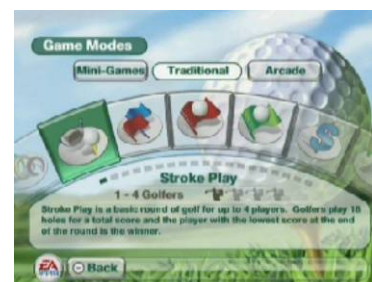 Game Modes
Mini-Games Traditional Arcade
Stroke Play
1 - 4 Golfers
Stroke Play is a basic round of golf for up to 4 players. Golfers play 18
holes for a total score and the player with the lowest score at the end
of the round is the winner.
EA
Back